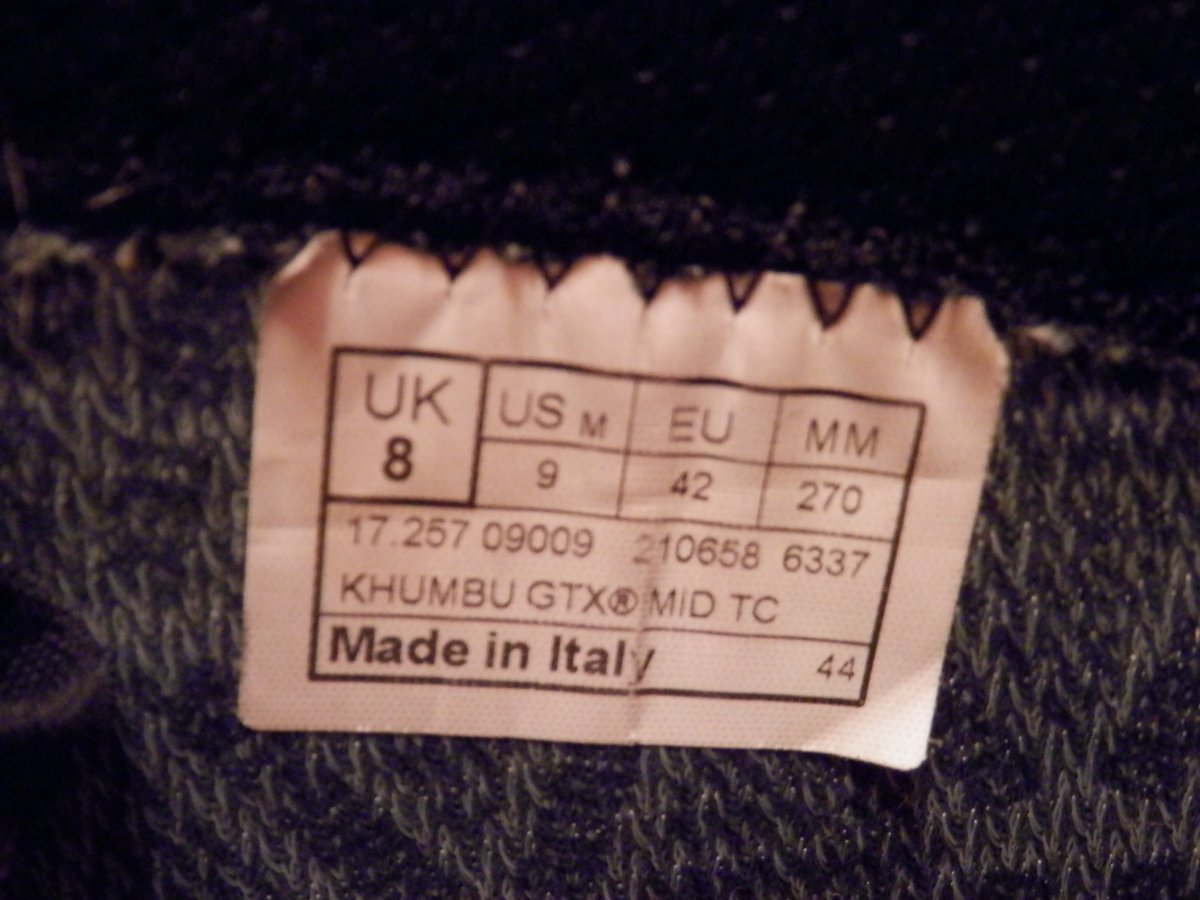 UK US M EU MM
8 9 42 270
17.257 09009 210658 6337
KHUMBU GTX® MID TC
Made in Italy 44